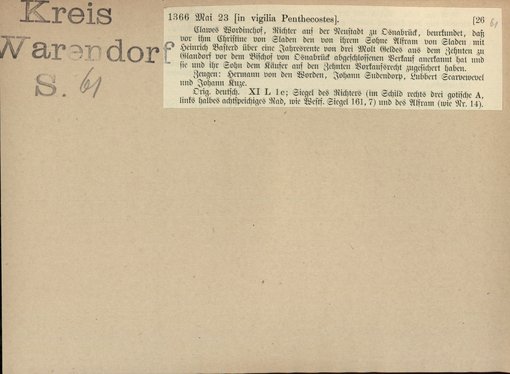 Kreis
Warendorf
S. 61
1366 Mai 23 [in vigilia Penthecostes]. [26
61
Clawes Wordinchof, Richter auf der Neustadt zu Osnabrück, beurkundet, daß
vor ihm Christine von Sladen den von ihrem Sohne Alfram von Sladen mit
Heinrich Basterd über eine Jahresrente von drei Molt Geldes aus dem Zehnten zu
Glandorf vor dem Bischof von Osnabrück abgeschlossenen Verkauf anerkannt hat und
sie und ihr Sohn dem Käufer auf den Zehnten Vorkaufsrecht zugesichert haben.
Zeugen: Hermann von den Worden, Johann Sudendorp, Lubbert Scarwevevel
und Johann Kuze.
Orig. deutsch. XI L 1e; Siegel des Richters (im Schild rechts drei gotische A,
links halbes achtspeichiges Rad, wie Westf. Siegel 161, 7) und des Alfram (wie Nr. 14).